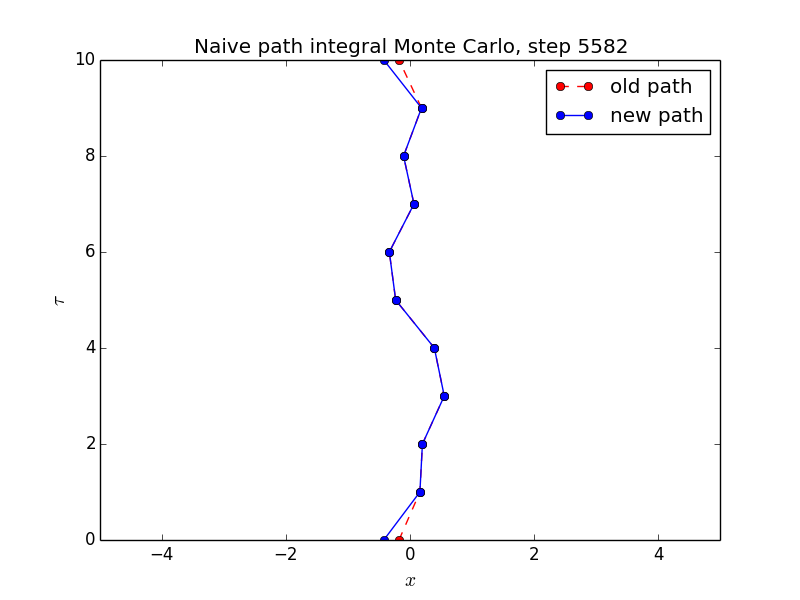 Naive path integral Monte Carlo, step 5582
10
8
6
4
2
0
τ
old path
new path
−4 −2 0 2 4
x